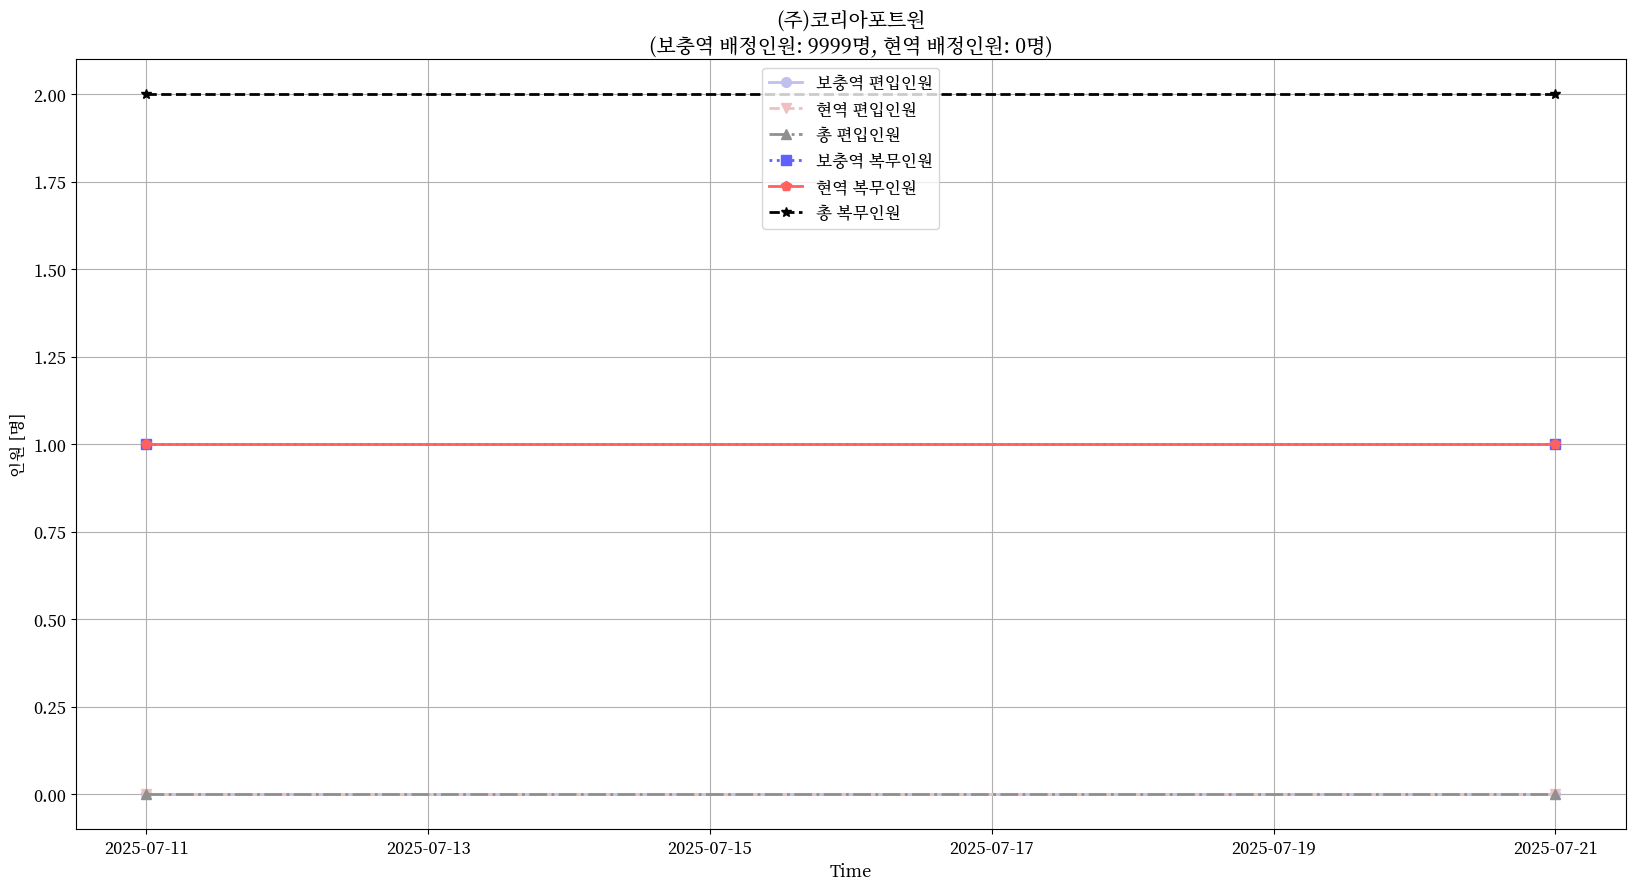 (주)코리아포트원
(보충역 배정인원: 9999명, 현역 배정인원: 0명)
보충역 편입인원
현역 편입인원
총 편입인원
보충역 복무인원
현역 복무인원
총 복무인원
2.00
1.75
1.50
1.25
1.00
0.75
0.50
0.25
0.00
인원 [명]
2025-07-11
2025-07-13
2025-07-15
2025-07-17
2025-07-19
2025-07-21
Time